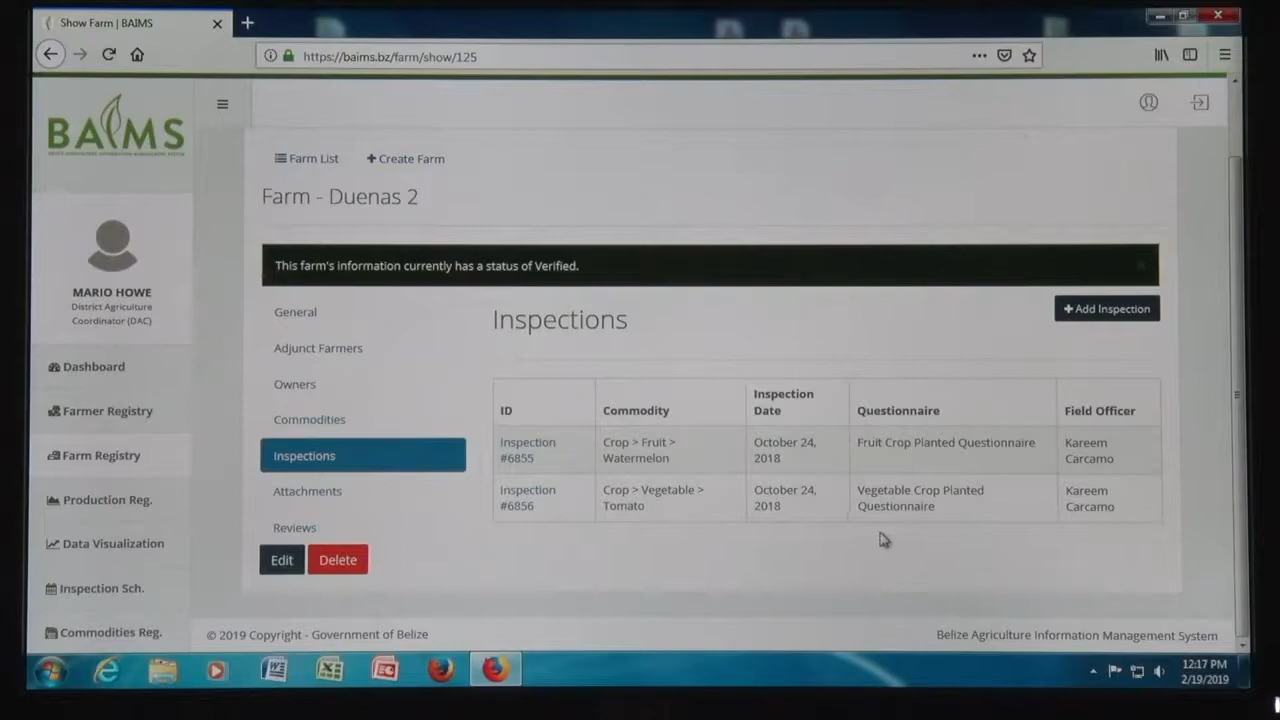 Show Farm | BAIMS
https://baims.bz/farm/show/125
BAIMS
Farm List
Create Farm
Farm - Duenas 2
This farm's information currently has a status of Verified.
MARIO HOWE
District Agriculture
Coordinator (DAC)
Dashboard
Farmer Registry
Farm Registry
Production Reg.
Data Visualization
Inspection Sch.
Commodities Reg.
General
Adjunct Farmers
Owners
Commodities
Inspections
Attachments
Reviews
Edit
Delete
Inspections
+ Add Inspection
ID
Commodity
Inspection
Date
Questionnaire
Field Officer
Inspection
#6855
Crop > Fruit >
Watermelon
October 24,
2018
Fruit Crop Planted Questionnaire
Kareem
Carcamo
Inspection
#6856
Crop > Vegetable >
Tomato
October 24,
2018
Vegetable Crop Planted
Questionnaire
Kareem
Carcamo
© 2019 Copyright - Government of Belize
Belize Agriculture Information Management System
12:17 PM
2/19/2019